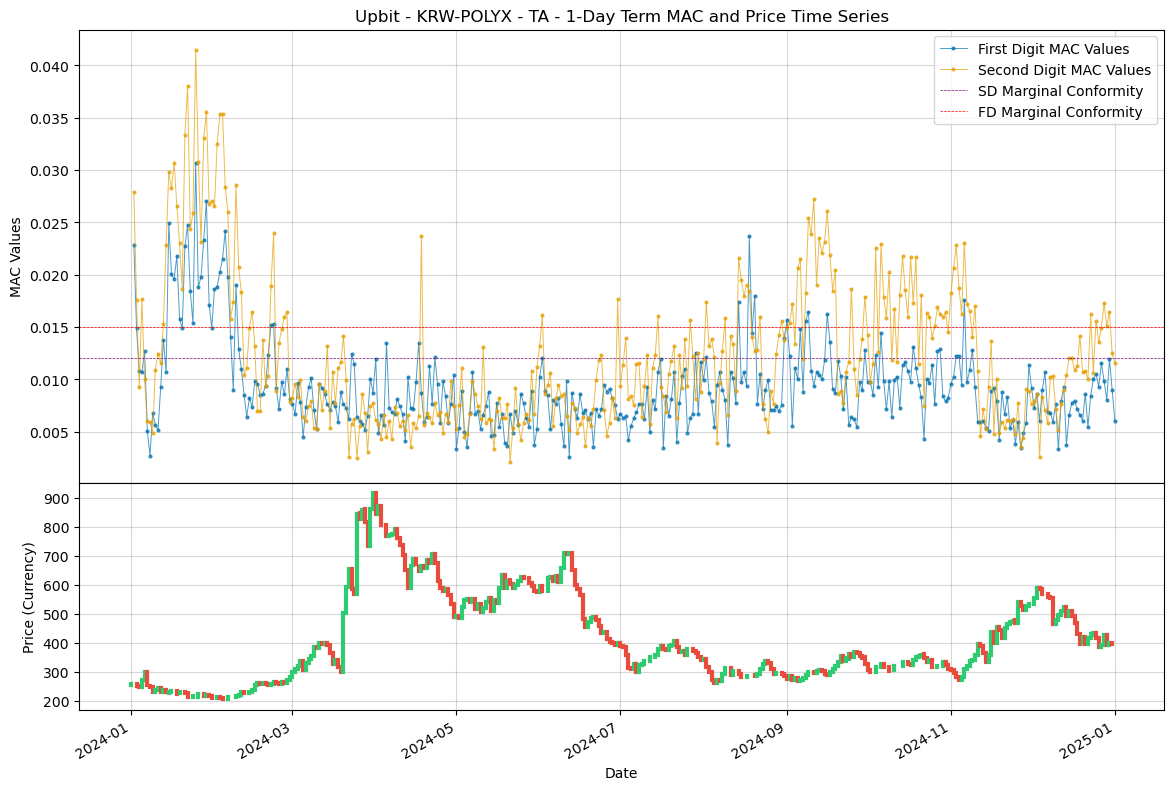 Upbit - KRW-POLYX - TA - 1-Day Term MAC and Price Time Series
First Digit MAC Values
Second Digit MAC Values
SD Marginal Conformity
FD Marginal Conformity
MAC Values
0.040
0.035
0.030
0.025
0.020
0.015
0.010
0.005
Price (Currency)
900
800
700
600
500
400
300
200
2024-01
2024-03
2024-05
2024-07
2024-09
2024-11
2025-01
Date